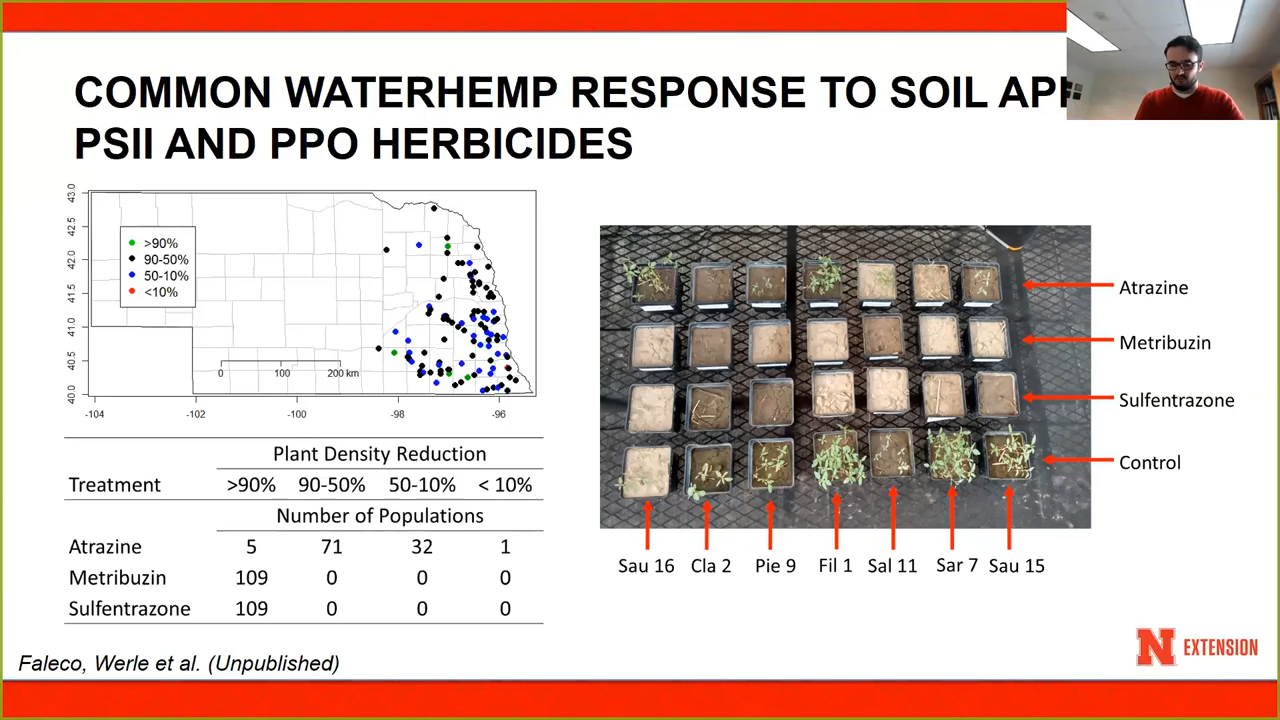 COMMON WATERHEMP RESPONSE TO SOIL
PSII AND PPO HERBICIDES
43.0
42.5
42.0
41.5
41.0
40.5
40.0
>90%
90-50%
50-10%
<10%
0 100 200 km
-104 -102 -100 -98 -96
Plant Density Reduction
Treatment >90% 90-50% 50-10% < 10%
Number of Populations
Atrazine 5 71 32 1
Metribuzin 109 0 0 0
Sulfentrazone 109 0 0 0
Faleco, Werle et al. (Unpublished)
Atrazine
Metribuzin
Sulfentrazone
Control
Sau 16 Cla 2 Pie 9 Fil 1 Sal 11 Sar 7 Sau 15
N EXTENSION